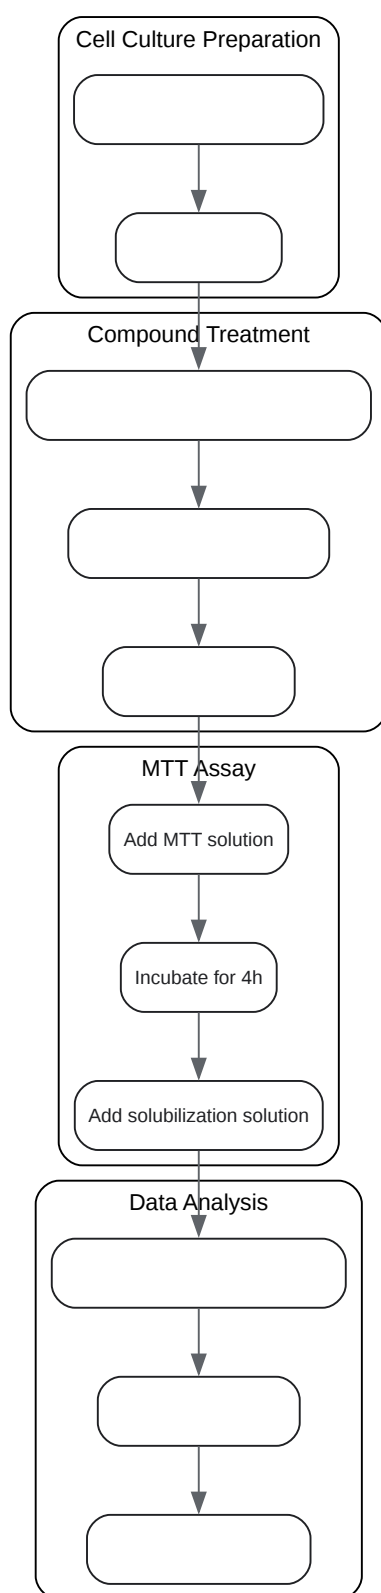 Cell Culture Preparation
Compound Treatment
MTT Assay
Add MTT solution
Incubate for 4h
Add solubilization solution
Data Analysis